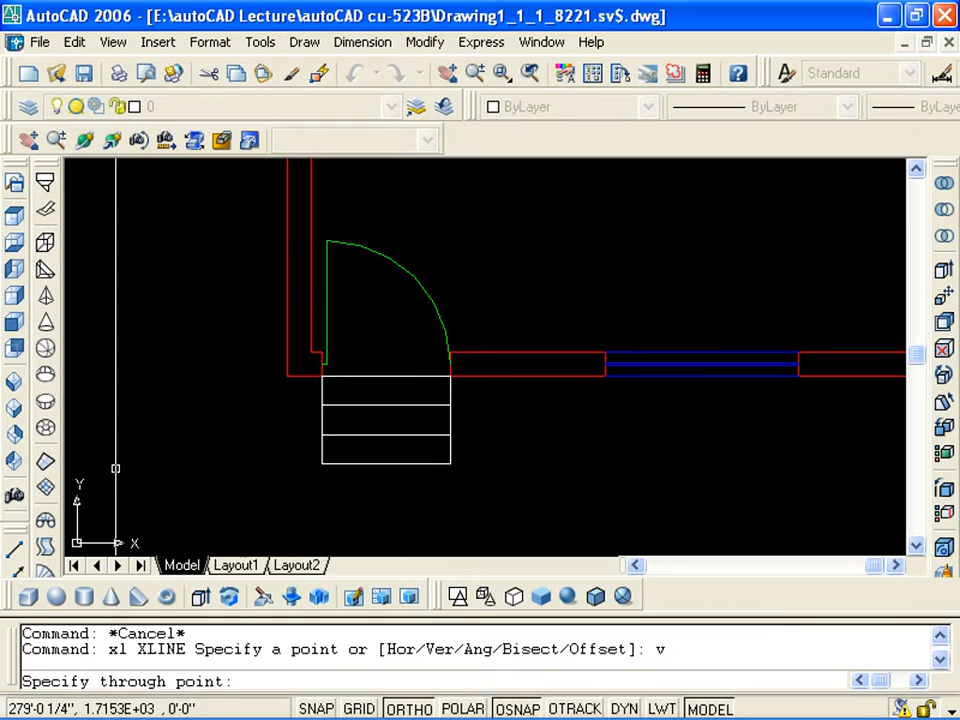 AutoCAD 2006 - [E:\autoCAD Lecture\autoCAD cu-523B\Drawing1_1_1_8221.sv$.dwg]
File Edit View Insert Format Tools Draw Dimension Modify Express Window Help
Standard
0 ByLayer ByLayer ByLaye
Y
X
Model Layout1 Layout2
Command: *Cancel*
Command: xl XLINE Specify a point or [Hor/Ver/Ang/Bisect/Offset]: v
Specify through point:
279'-0 1/4", 1.7153E+03 ,0'-0" SNAP GRID ORTHO POLAR OSNAP OTRACK DYN LWT MODEL